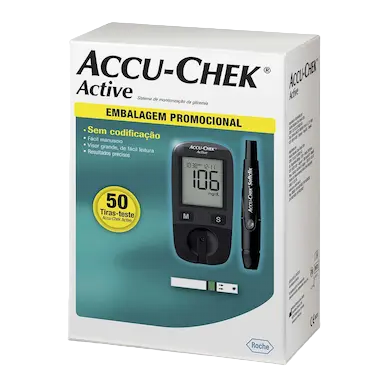 ACCU-CHEK®
Active
Sistema de monitorização da glicemia
EMBALAGEM PROMOCIONAL
• Sem codificação
• Fácil manuseio
• Visor grande, de fácil leitura
• Resultados precisos
50
Tiras-teste
Accu-Chek Active
ACCU-CHEK®
Active
106
mg/dL
M
S
Accu-Chek Softclix
Roche